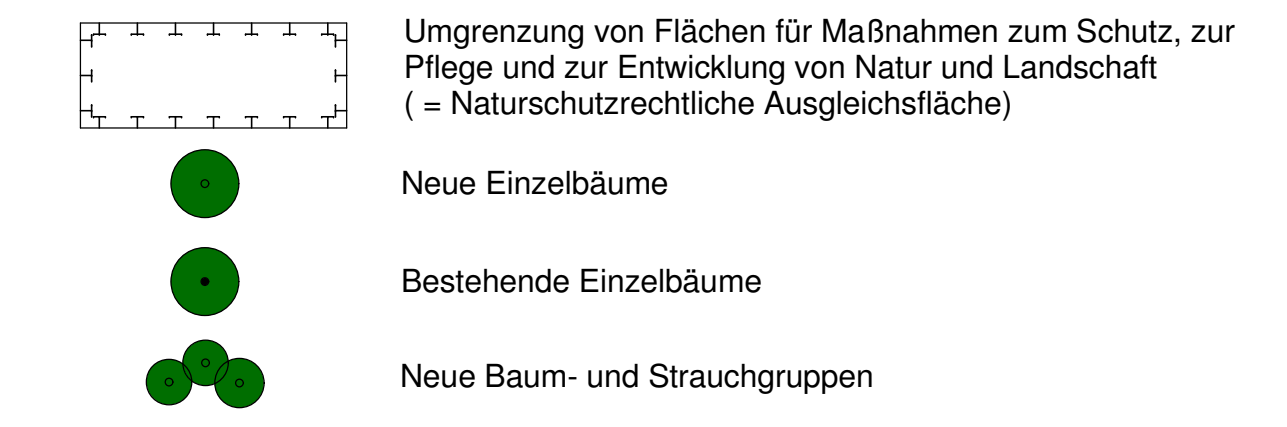 Umgrenzung von Flächen für Maßnahmen zum Schutz, zur
Pflege und zur Entwicklung von Natur und Landschaft
( = Naturschutzrechtliche Ausgleichsfläche)
Neue Einzelbäume
Bestehende Einzelbäume
Neue Baum- und Strauchgruppen